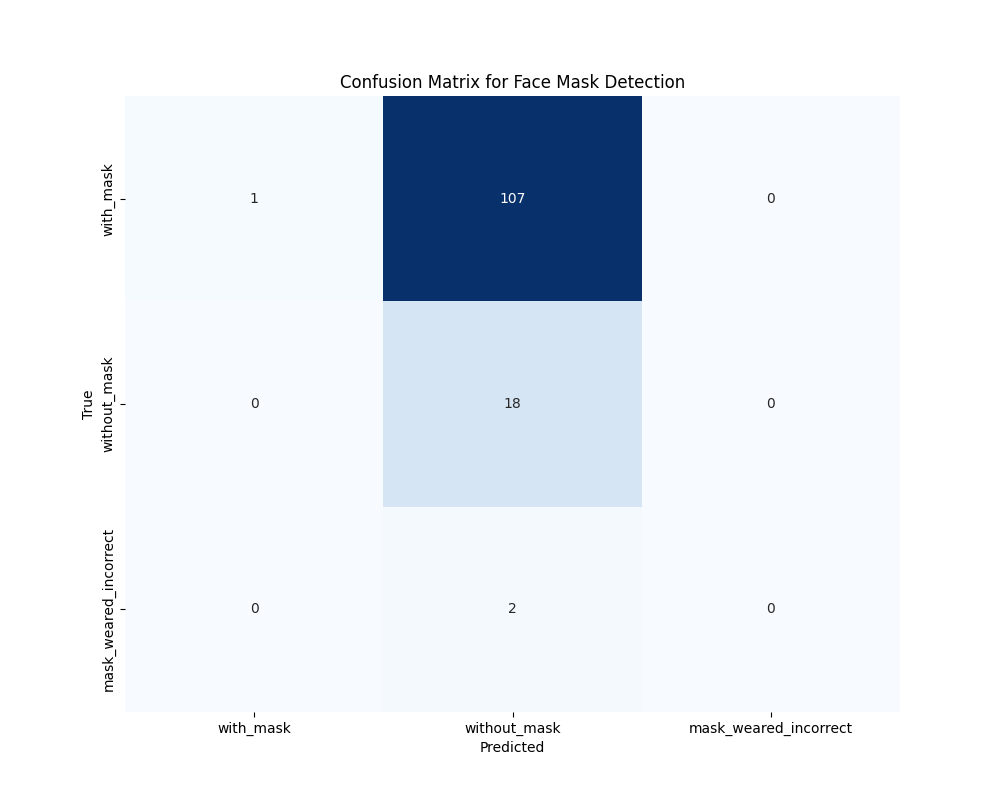 Confusion Matrix for Face Mask Detection
with_mask
1
107
0
True
without_mask
0
18
0
mask_weared_incorrect
0
2
0
with_mask
without_mask
mask_weared_incorrect
Predicted